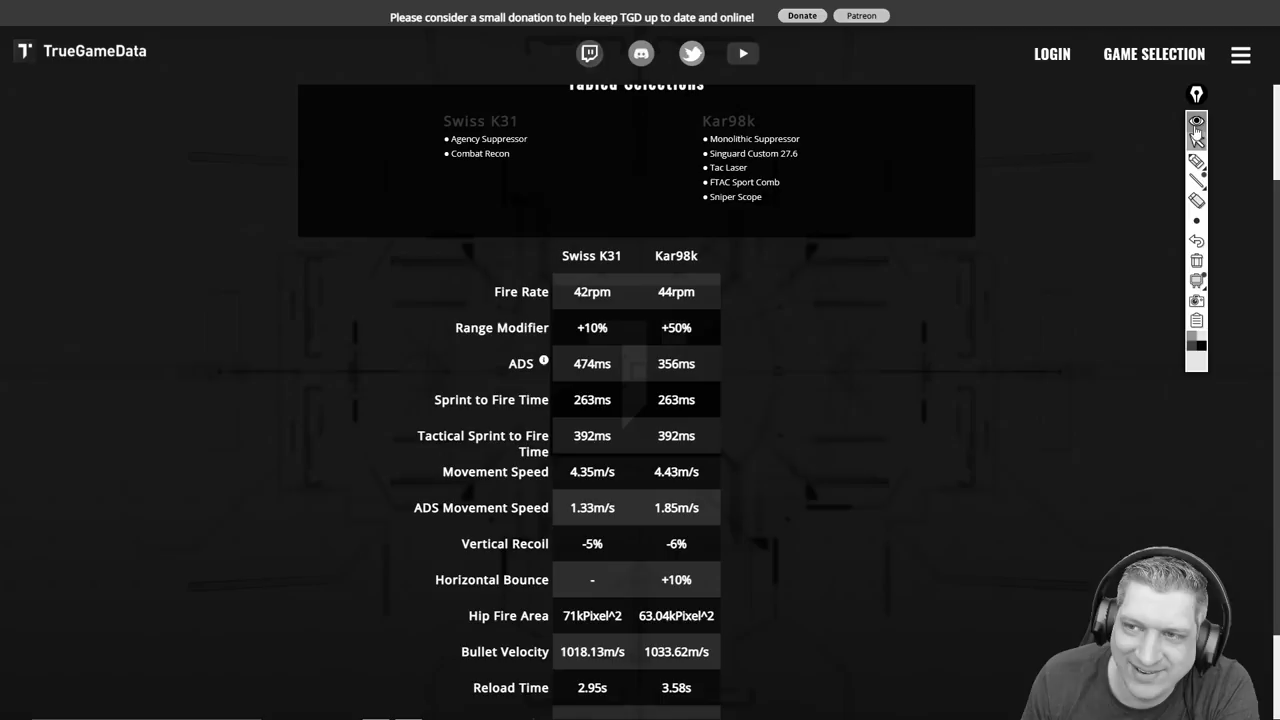 Please consider a small donation to help keep TGD up to date and online! Donate Patreon
TrueGameData
LOGIN GAME SELECTION
Tabled Selections
Swiss K31 Kar98k
• Agency Suppressor • Monolithic Suppressor
• Combat Recon • Singuard Custom 27.6
• Tac Laser
• FTAC Sport Comb
• Sniper Scope
Swiss K31 Kar98k
Fire Rate 42rpm 44rpm
Range Modifier +10% +50%
ADS 474ms 356ms
Sprint to Fire Time 263ms 263ms
Tactical Sprint to Fire
Time 392ms 392ms
Movement Speed 4.35m/s 4.43m/s
ADS Movement Speed 1.33m/s 1.85m/s
Vertical Recoil -5% -6%
Horizontal Bounce - +10%
Hip Fire Area 71kPixel^2 63.04kPixel^2
Bullet Velocity 1018.13m/s 1033.62m/s
Reload Time 2.95s 3.58s